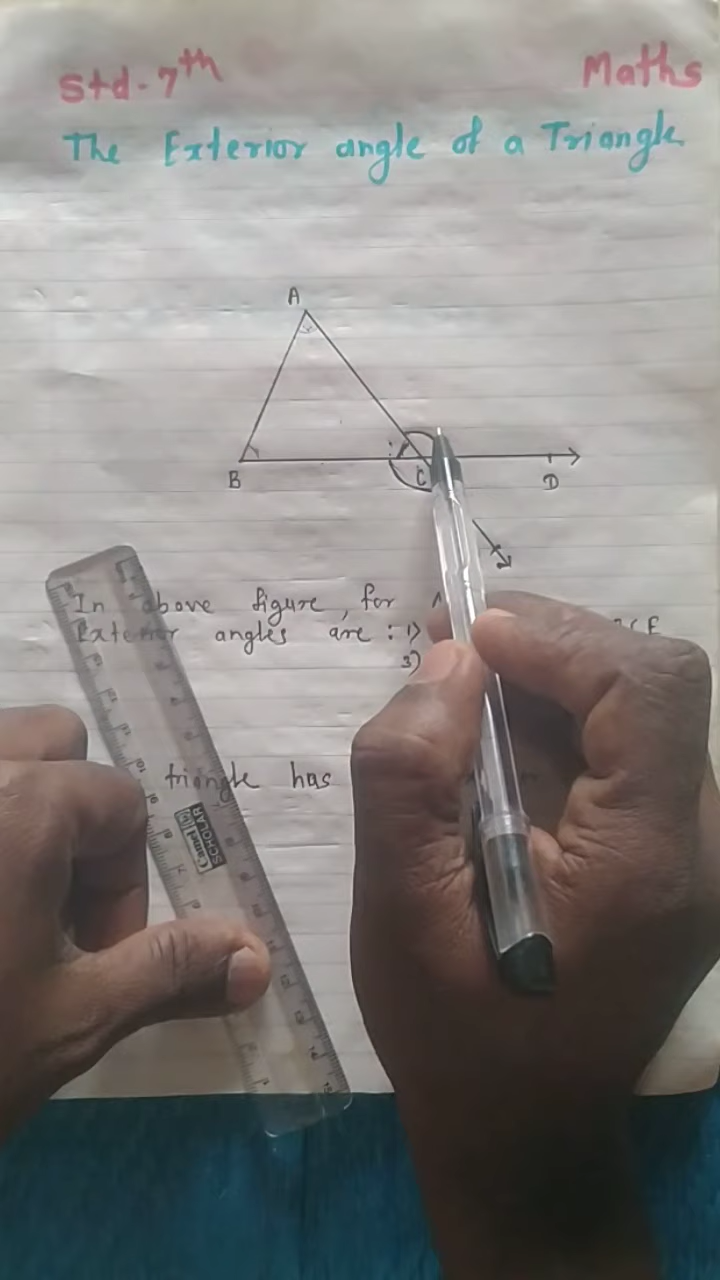 Std-7th Maths
The Exterior angle of a Triangle
A
B C D
In above figure, for
Exterior angles are : 1)
3)
triangle has
Camel
SCHOLAR